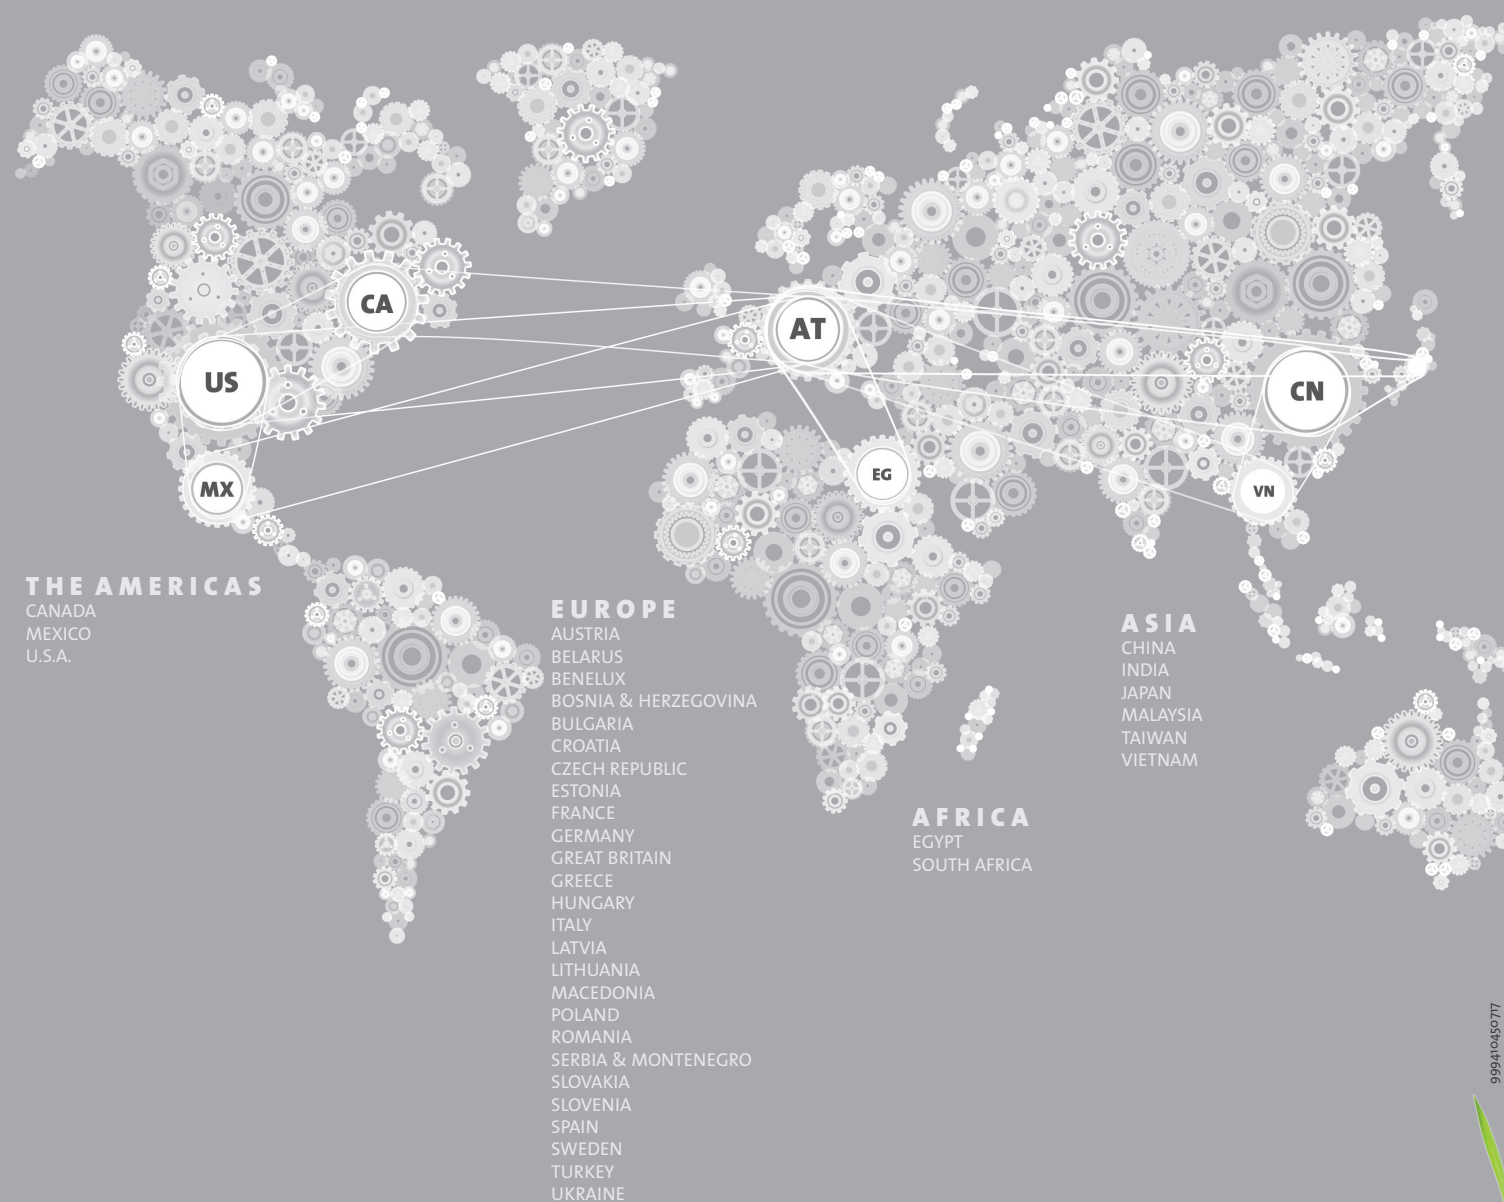 CA
AT
US
CN
EG
MX
VN
THE AMERICAS
CANADA
MEXICO
U.S.A.
EUROPE
AUSTRIA
BELARUS
BENELUX
BOSNIA & HERZEGOVINA
BULGARIA
CROATIA
CZECH REPUBLIC
ESTONIA
FRANCE
GERMANY
GREAT BRITAIN
GREECE
HUNGARY
ITALY
LATVIA
LITHUANIA
MACEDONIA
POLAND
ROMANIA
SERBIA & MONTENEGRO
SLOVAKIA
SLOVENIA
SPAIN
SWEDEN
TURKEY
UKRAINE
AFRICA
EGYPT
SOUTH AFRICA
ASIA
CHINA
INDIA
JAPAN
MALAYSIA
TAIWAN
VIETNAM
999410450717